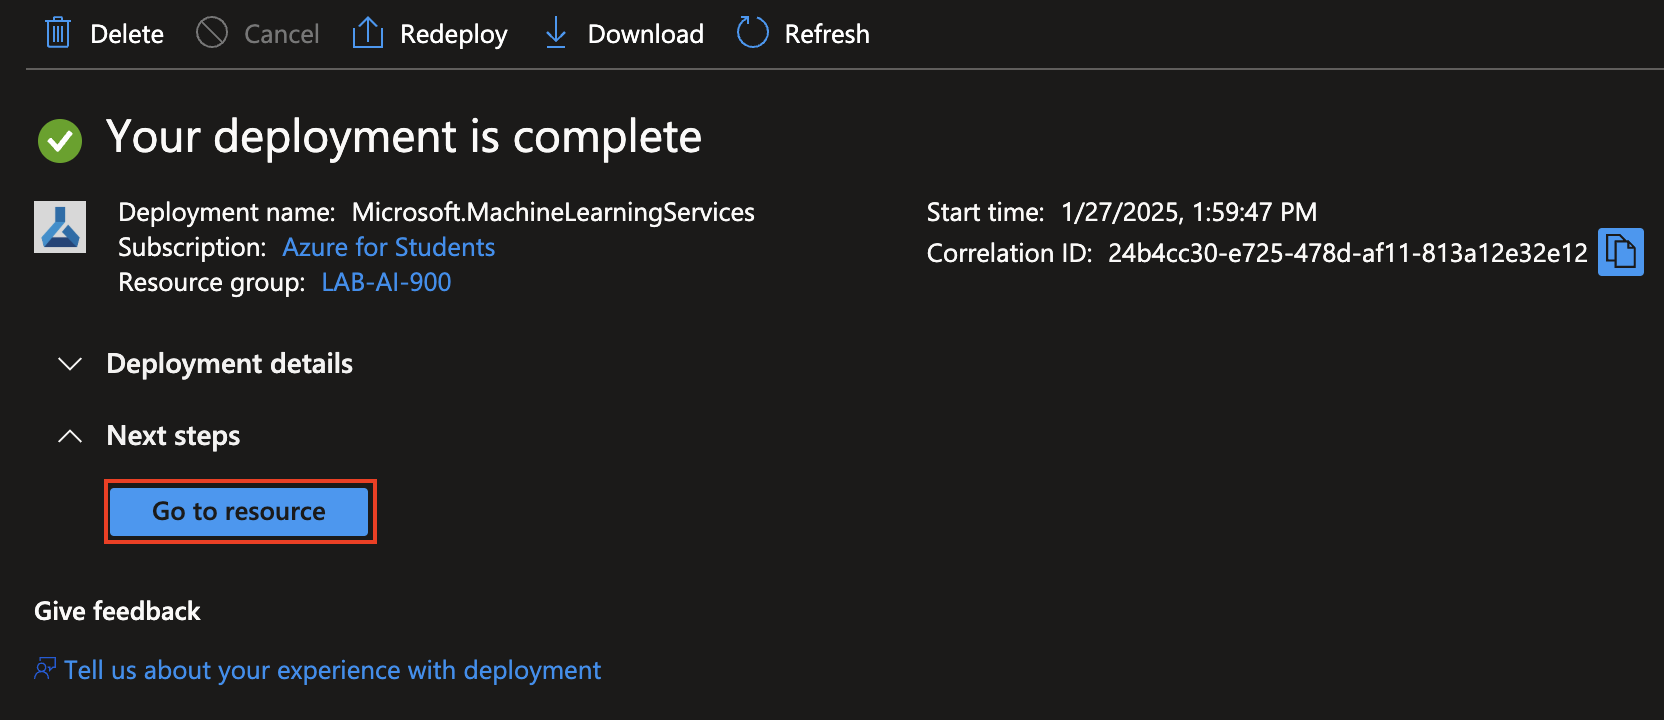 Delete Cancel Redeploy Download Refresh
Your deployment is complete
Deployment name: Microsoft.MachineLearningServices
Subscription: Azure for Students
Resource group: LAB-AI-900
Start time: 1/27/2025, 1:59:47 PM
Correlation ID: 24b4cc30-e725-478d-af11-813a12e32e12
Deployment details
Next steps
Go to resource
Give feedback
Tell us about your experience with deployment